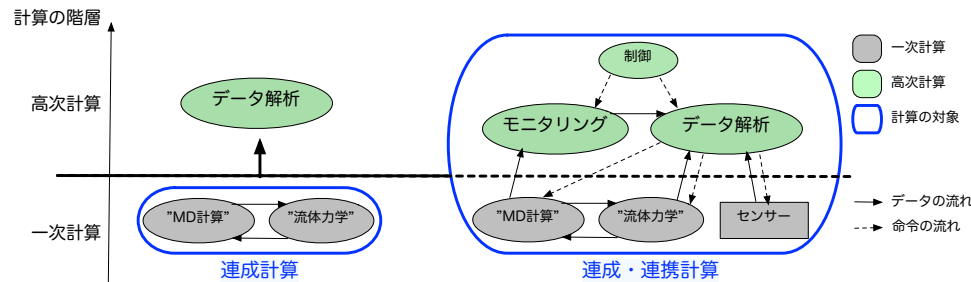 計算の階層
高次計算
一次計算
データ解析
"MD計算"
"流体力学"
連成計算
制御
モニタリング
データ解析
"MD計算"
"流体力学"
センサー
連成・連携計算
一次計算
高次計算
計算の対象
データの流れ
命令の流れ